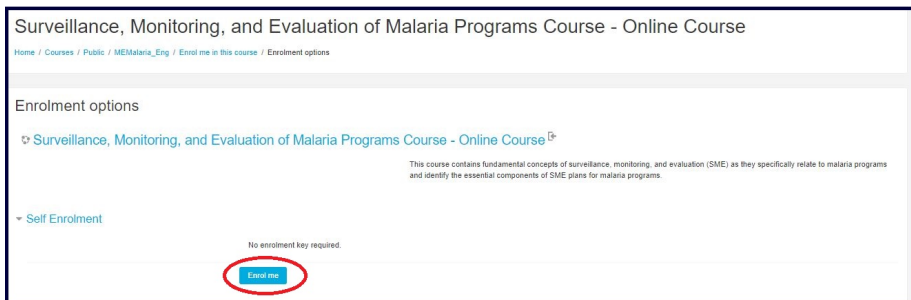 Surveillance, Monitoring, and Evaluation of Malaria Programs Course - Online Course
Home / Courses / Public / MEMalaria_Eng / Enrol me in this course / Enrolment options
Enrolment options
Surveillance, Monitoring, and Evaluation of Malaria Programs Course - Online Course
This course contains fundamental concepts of surveillance, monitoring, and evaluation (SME) as they specifically relate to malaria programs
and identify the essential components of SME plans for malaria programs.
Self Enrolment
No enrolment key required.
Enrol me